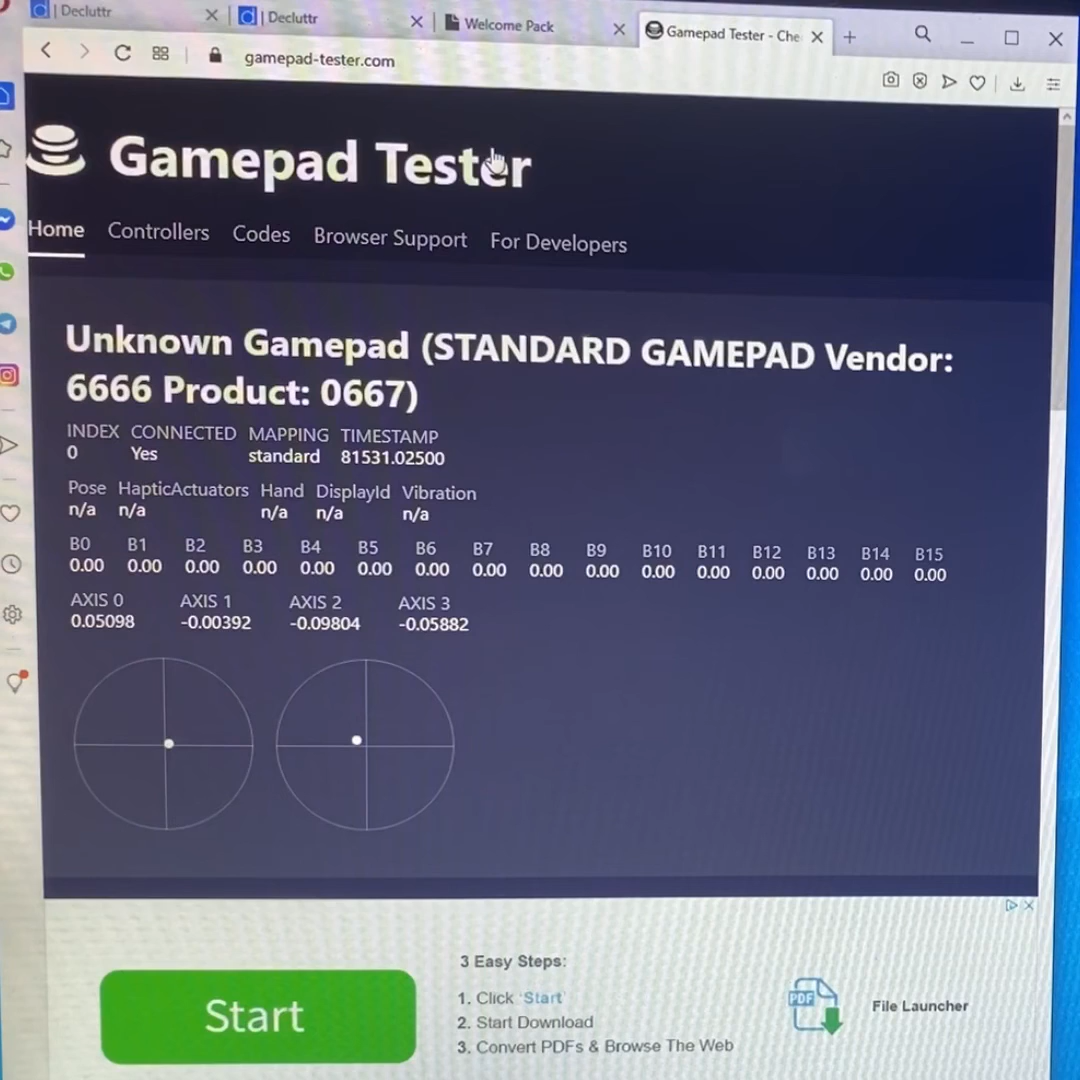 | Decluttr
| Decluttr
Welcome Pack
Gamepad Tester - Che
gamepad-tester.com
Gamepad Tester
Home Controllers Codes Browser Support For Developers
Unknown Gamepad (STANDARD GAMEPAD Vendor:
6666 Product: 0667)
INDEX CONNECTED MAPPING TIMESTAMP
0 Yes standard 81531.02500
Pose HapticActuators Hand DisplayId Vibration
n/a n/a n/a n/a n/a
B0 B1 B2 B3 B4 B5 B6 B7 B8 B9 B10 B11 B12 B13 B14 B15
0.00 0.00 0.00 0.00 0.00 0.00 0.00 0.00 0.00 0.00 0.00 0.00 0.00 0.00 0.00 0.00
AXIS 0 AXIS 1 AXIS 2 AXIS 3
0.05098 -0.00392 -0.09804 -0.05882
Start
3 Easy Steps:
1. Click 'Start'
2. Start Download
3. Convert PDFs & Browse The Web
PDF
File Launcher